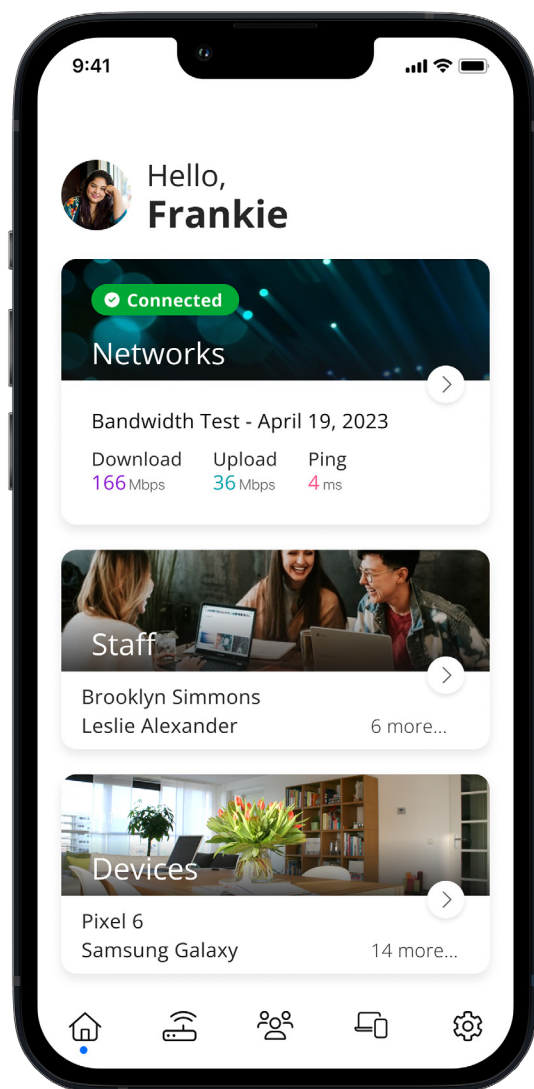 9:41
Hello,
Frankie
Connected
Networks
Bandwidth Test - April 19, 2023
Download Upload Ping
166 Mbps 36 Mbps 4 ms
Staff
Brooklyn Simmons
Leslie Alexander 6 more...
Devices
Pixel 6
Samsung Galaxy 14 more...